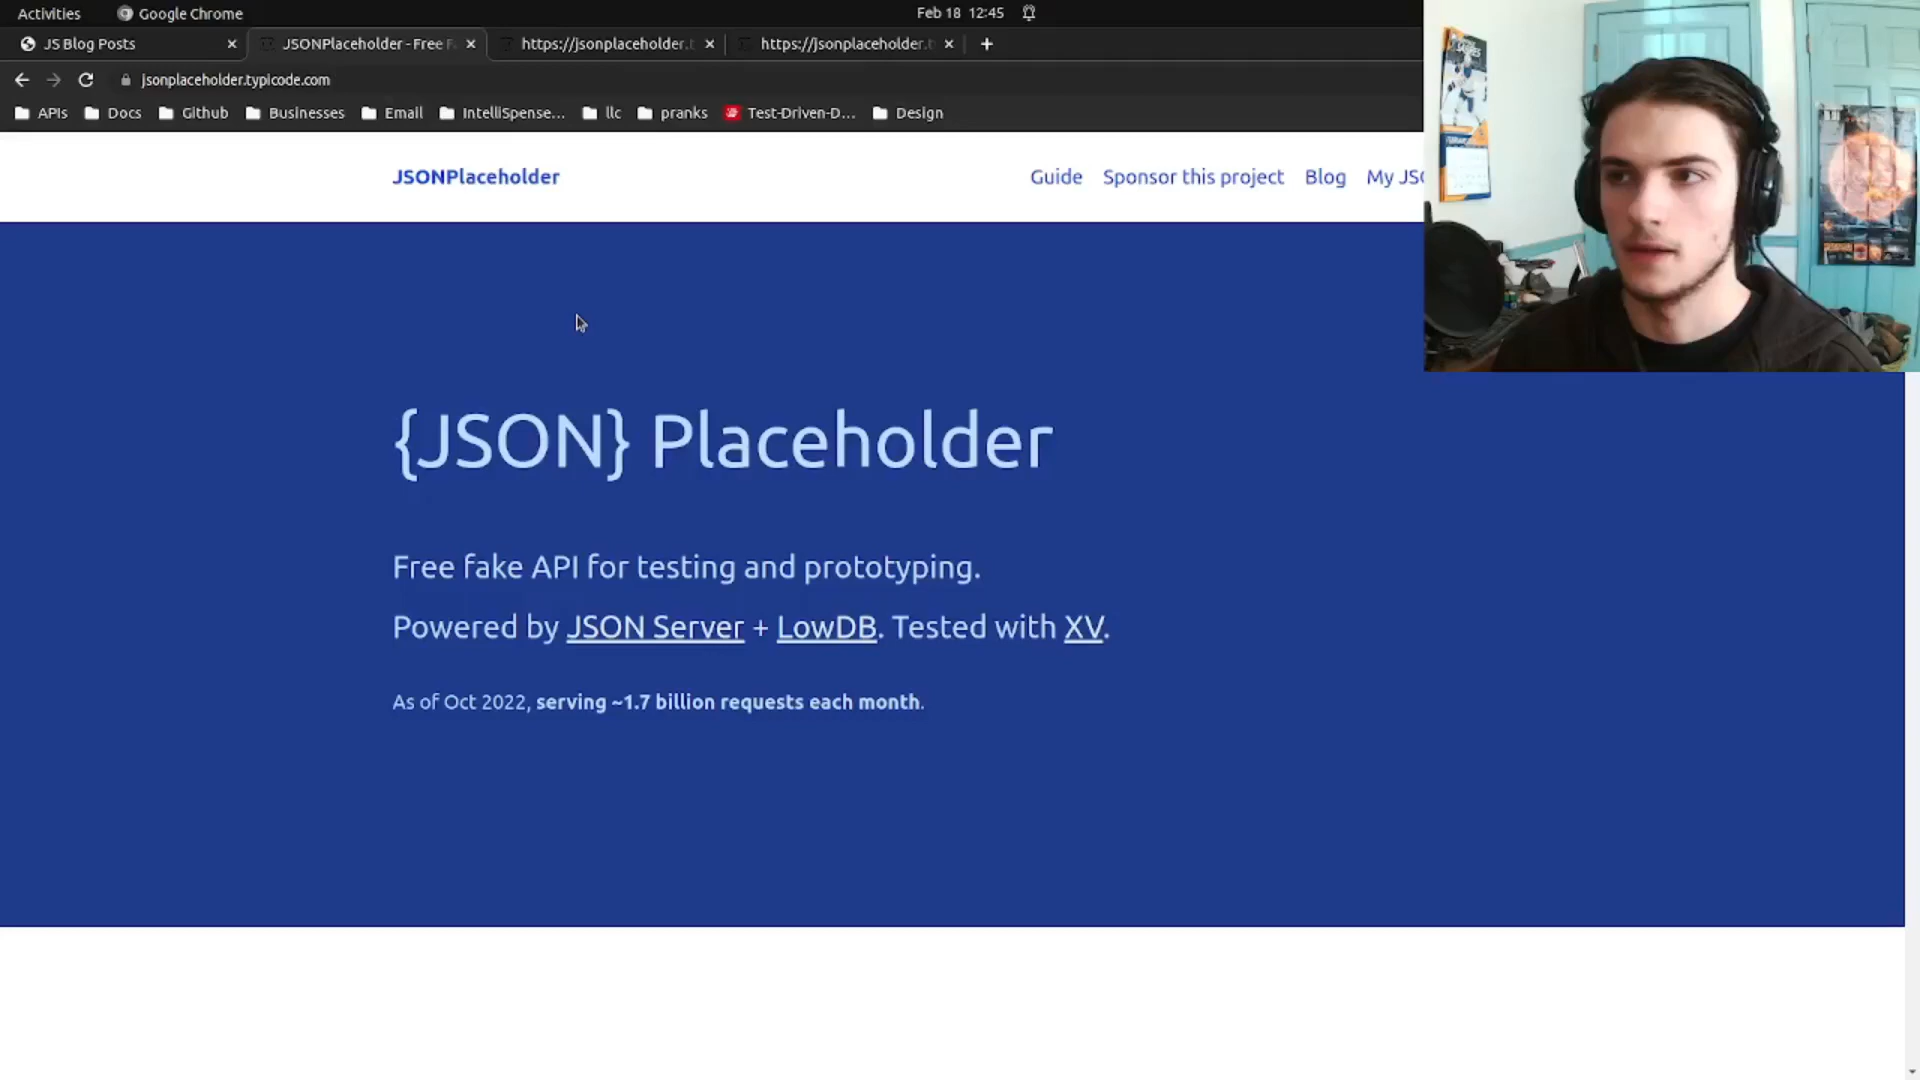 Activities Google Chrome Feb 18 12:45
JS Blog Posts JSONPlaceholder - Free F https://jsonplaceholder.t https://jsonplaceholder.t
jsonplaceholder.typicode.com
APIs Docs Github Businesses Email IntelliSpense... llc pranks Test-Driven-D... Design
JSONPlaceholder Guide Sponsor this project Blog My JSO
{JSON} Placeholder
Free fake API for testing and prototyping.
Powered by JSON Server + LowDB. Tested with XV.
As of Oct 2022, serving ~1.7 billion requests each month.